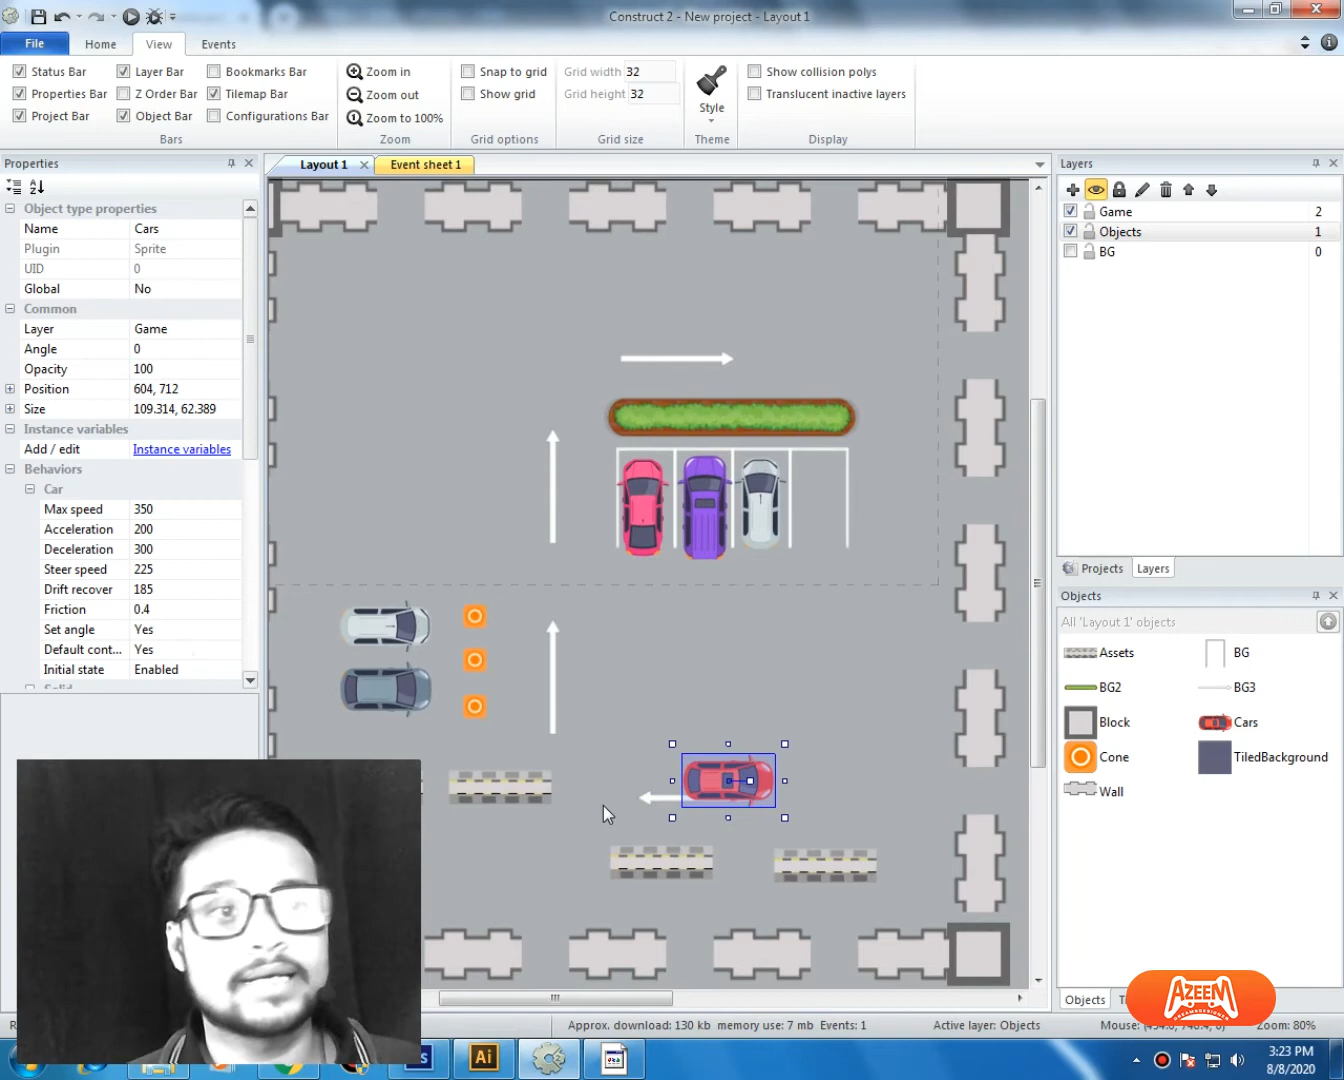 Construct 2 - New project - Layout 1
File Home View Events
Status Bar Layer Bar Bookmarks Bar Zoom in Snap to grid Grid width 32 Show collision polys
Properties Bar Z Order Bar Tilemap Bar Zoom out Show grid Grid height 32 Translucent inactive layers
Project Bar Object Bar Configurations Bar Zoom to 100% Style
Bars Zoom Grid options Grid size Theme Display
Properties
Object type properties
Name Cars
Plugin Sprite
UID 0
Global No
Common
Layer Game
Angle 0
Opacity 100
Position 604, 712
Size 109.314, 62.389
Instance variables
Add / edit Instance variables
Behaviors
Car
Max speed 350
Acceleration 200
Deceleration 300
Steer speed 225
Drift recover 185
Friction 0.4
Set angle Yes
Default cont... Yes
Initial state Enabled
Layout 1 Event sheet 1
Layers
Game 2
Objects 1
BG 0
Projects Layers
Objects
All 'Layout 1' objects
Assets BG
BG2 BG3
Block Cars
Cone TiledBackground
Wall
Objects
AZEEM
Approx. download: 130 kb memory use: 7 mb Events: 1 Active layer: Objects Zoom: 80%
Ai
3:23 PM
8/8/2020